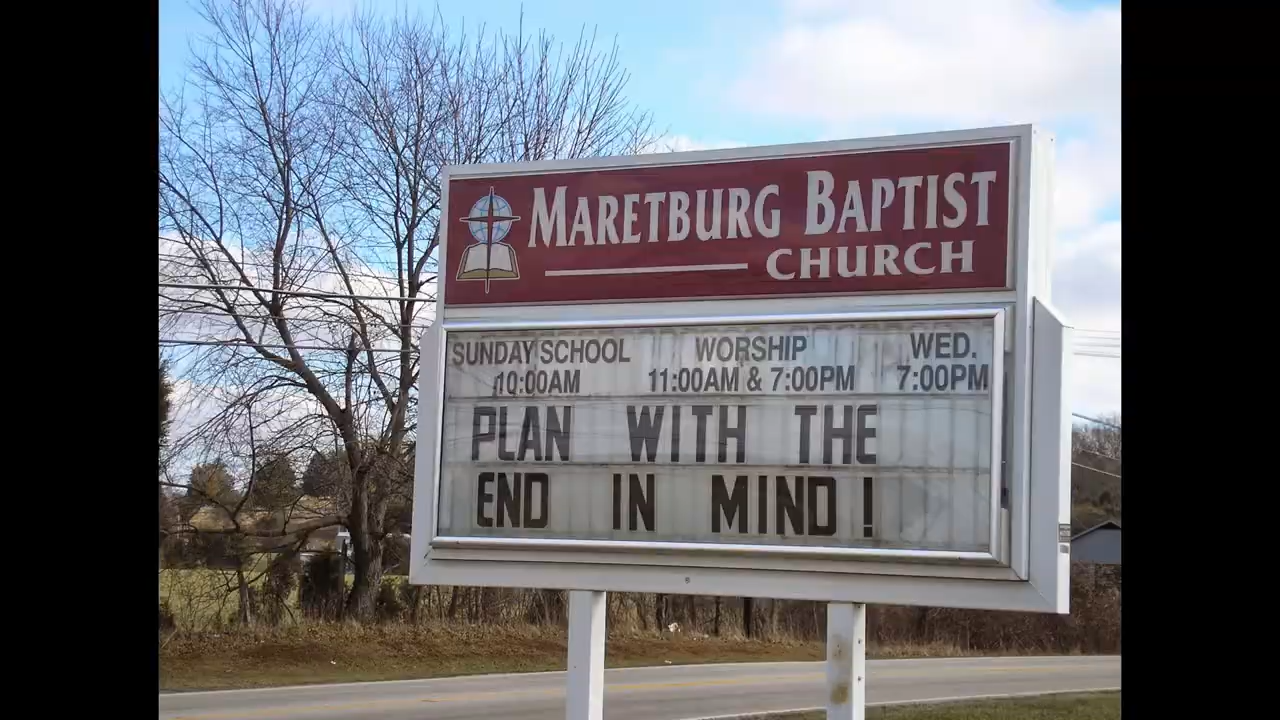 MARETBURG BAPTIST
CHURCH
SUNDAY SCHOOL WORSHIP WED.
10:00AM 11:00AM & 7:00PM 7:00PM
PLAN WITH THE
END IN MIND!